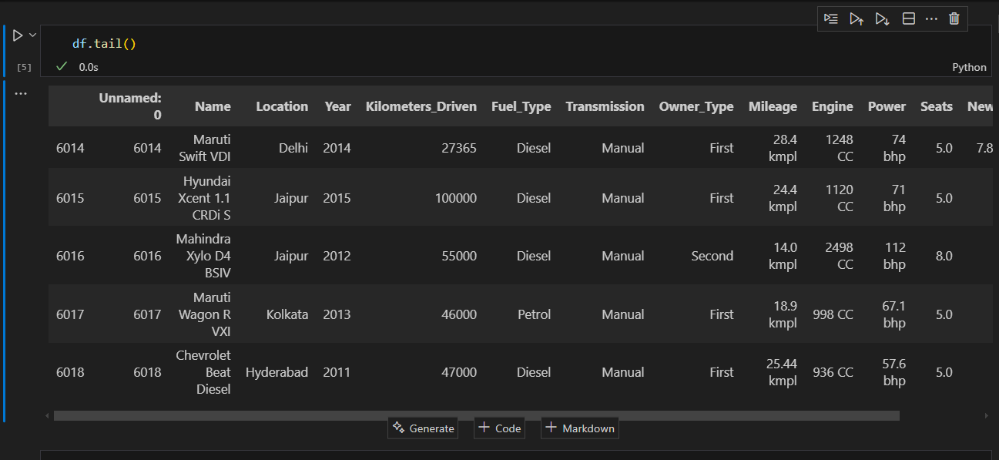 df.tail()
[5]
0.0s
Python
Unnamed: 0 Name Location Year Kilometers_Driven Fuel_Type Transmission Owner_Type Mileage Engine Power Seats New
6014 6014 Maruti Swift VDI Delhi 2014 27365 Diesel Manual First 28.4 kmpl 1248 CC 74 bhp 5.0 7.8
6015 6015 Hyundai Xcent 1.1 CRDi S Jaipur 2015 100000 Diesel Manual First 24.4 kmpl 1120 CC 71 bhp 5.0
6016 6016 Mahindra Xylo D4 BSIV Jaipur 2012 55000 Diesel Manual Second 14.0 kmpl 2498 CC 112 bhp 8.0
6017 6017 Maruti Wagon R VXI Kolkata 2013 46000 Petrol Manual First 18.9 kmpl 998 CC 67.1 bhp 5.0
6018 6018 Chevrolet Beat Diesel Hyderabad 2011 47000 Diesel Manual First 25.44 kmpl 936 CC 57.6 bhp 5.0
Generate + Code + Markdown